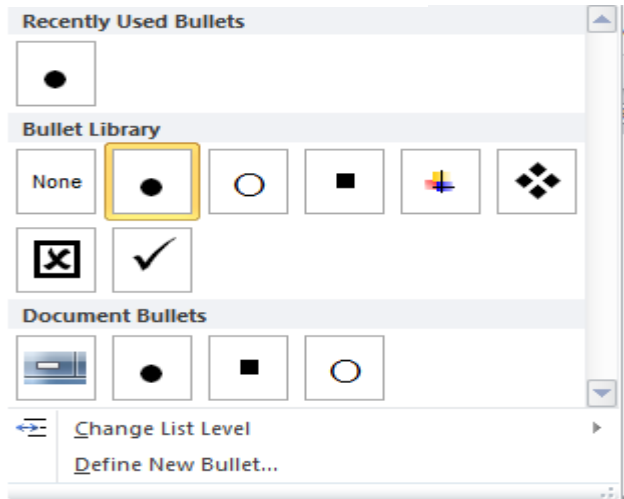 Recently Used Bullets
Bullet Library
None
Document Bullets
Change List Level
Define New Bullet...